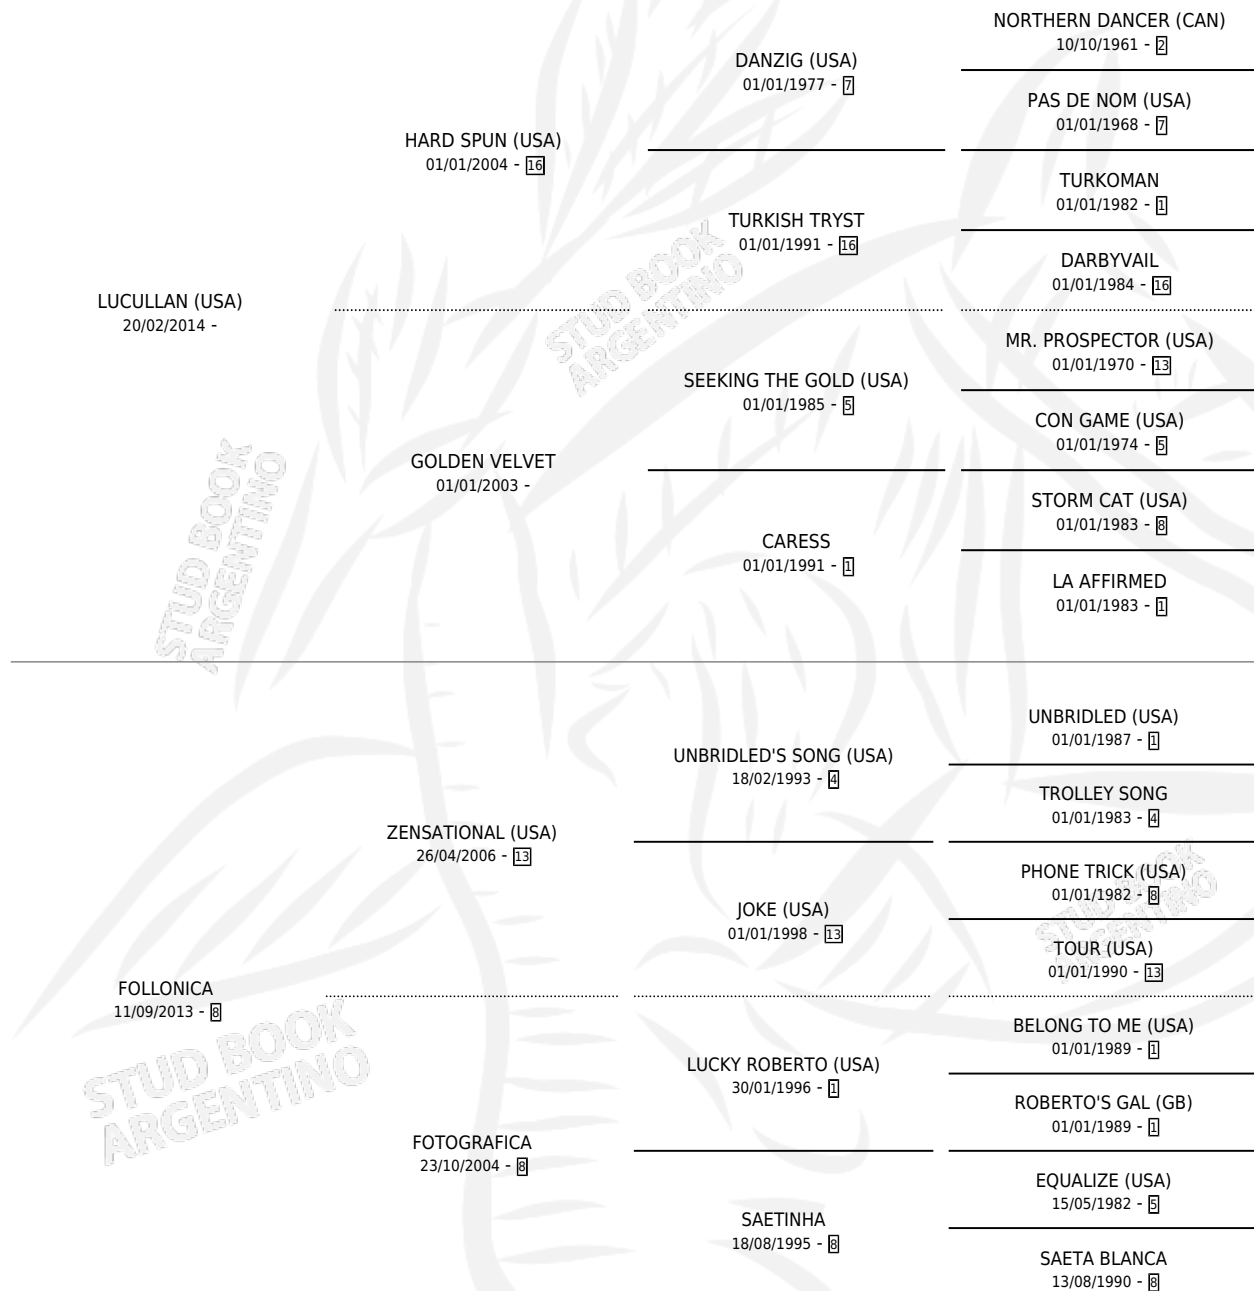 NORTHERN DANCER (CAN)
10/10/1961 - 2
DANZIG (USA)
01/01/1977 - 7
PAS DE NOM (USA)
01/01/1968 - 7
HARD SPUN (USA)
01/01/2004 - 16
TURKOMAN
01/01/1982 - 1
TURKISH TRYST
01/01/1991 - 16
DARBYVAIL
01/01/1984 - 16
LUCULLAN (USA)
20/02/2014 -
STUD BOOK
ARGENTINO
MR. PROSPECTOR (USA)
01/01/1970 - 13
SEEKING THE GOLD (USA)
01/01/1985 - 5
CON GAME (USA)
01/01/1974 - 5
GOLDEN VELVET
01/01/2003 -
STORM CAT (USA)
01/01/1983 - 8
CARESS
01/01/1991 - 1
LA AFFIRMED
01/01/1983 - 1
STUD BOOK
ARGENTINO
UNBRIDLED (USA)
01/01/1987 - 1
UNBRIDLED'S SONG (USA)
18/02/1993 - 4
TROLLEY SONG
01/01/1983 - 4
ZENSATIONAL (USA)
26/04/2006 - 13
PHONE TRICK (USA)
01/01/1982 - 8
JOKE (USA)
01/01/1998 - 13
STUD BOOK
ARGENTINO
TOUR (USA)
01/01/1990 - 13
FOLLONICA
11/09/2013 - 8
BELONG TO ME (USA)
01/01/1989 - 1
LUCKY ROBERTO (USA)
30/01/1996 - 1
ROBERTO'S GAL (GB)
01/01/1989 - 1
STUD BOOK
ARGENTINO
FOTOGRAFICA
23/10/2004 - 8
EQUALIZE (USA)
15/05/1982 - 5
SAETINHA
18/08/1995 - 8
SAETA BLANCA
13/08/1990 - 8